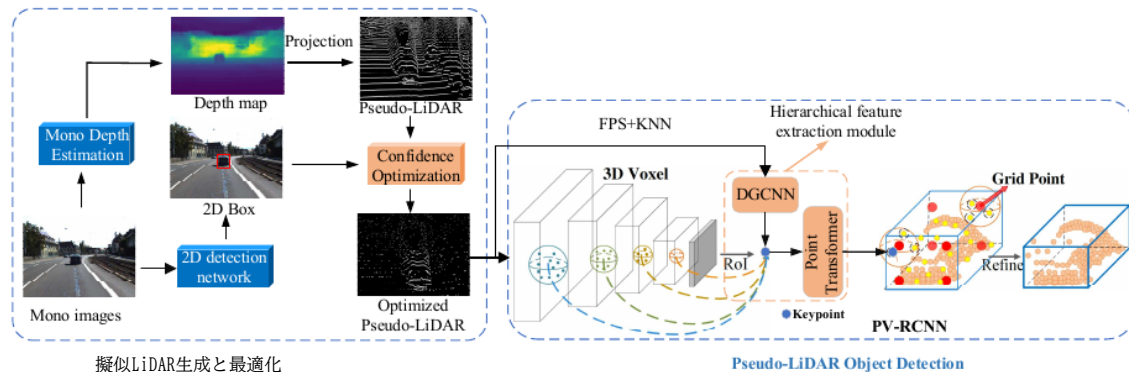 Projection
Depth map
Pseudo-LiDAR
Mono Depth
Estimation
Confidence
Optimization
2D Box
2D detection
network
Mono images
Optimized
Pseudo-LiDAR
擬似LiDAR生成と最適化
FPS+KNN
Hierarchical feature
extraction module
3D Voxel
DGCNN
Grid Point
RoI
Point
Transformer
Refine
Keypoint
PV-RCNN
Pseudo-LiDAR Object Detection